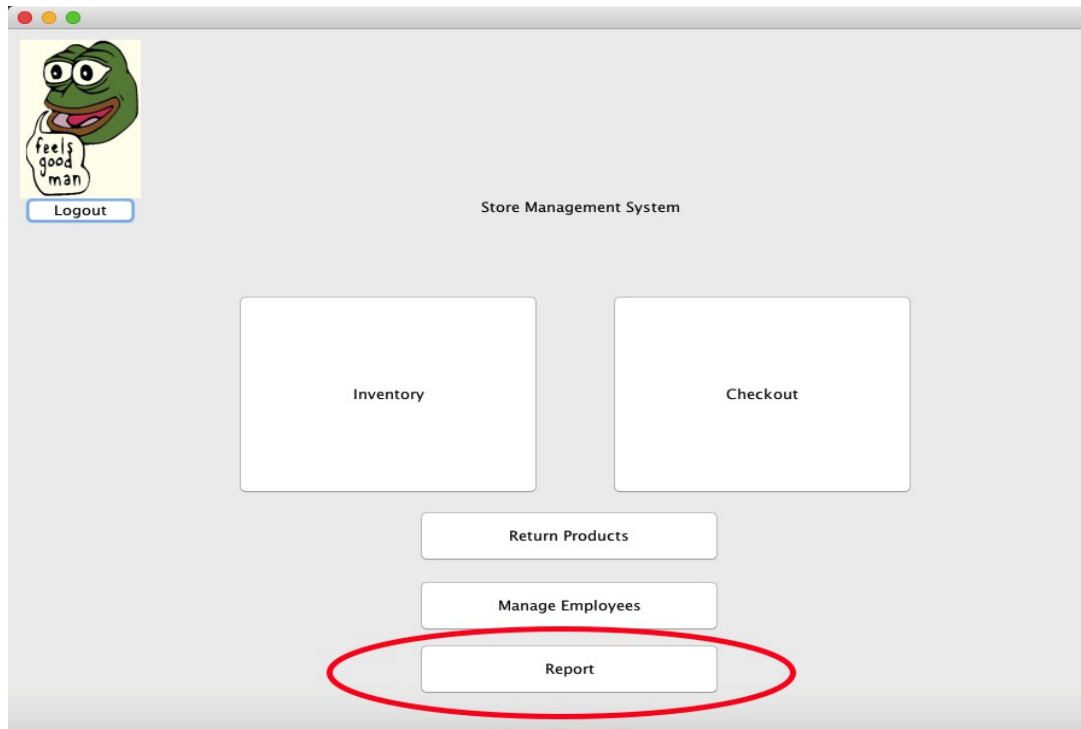 feels
good
man
Logout
Store Management System
Inventory
Checkout
Return Products
Manage Employees
Report